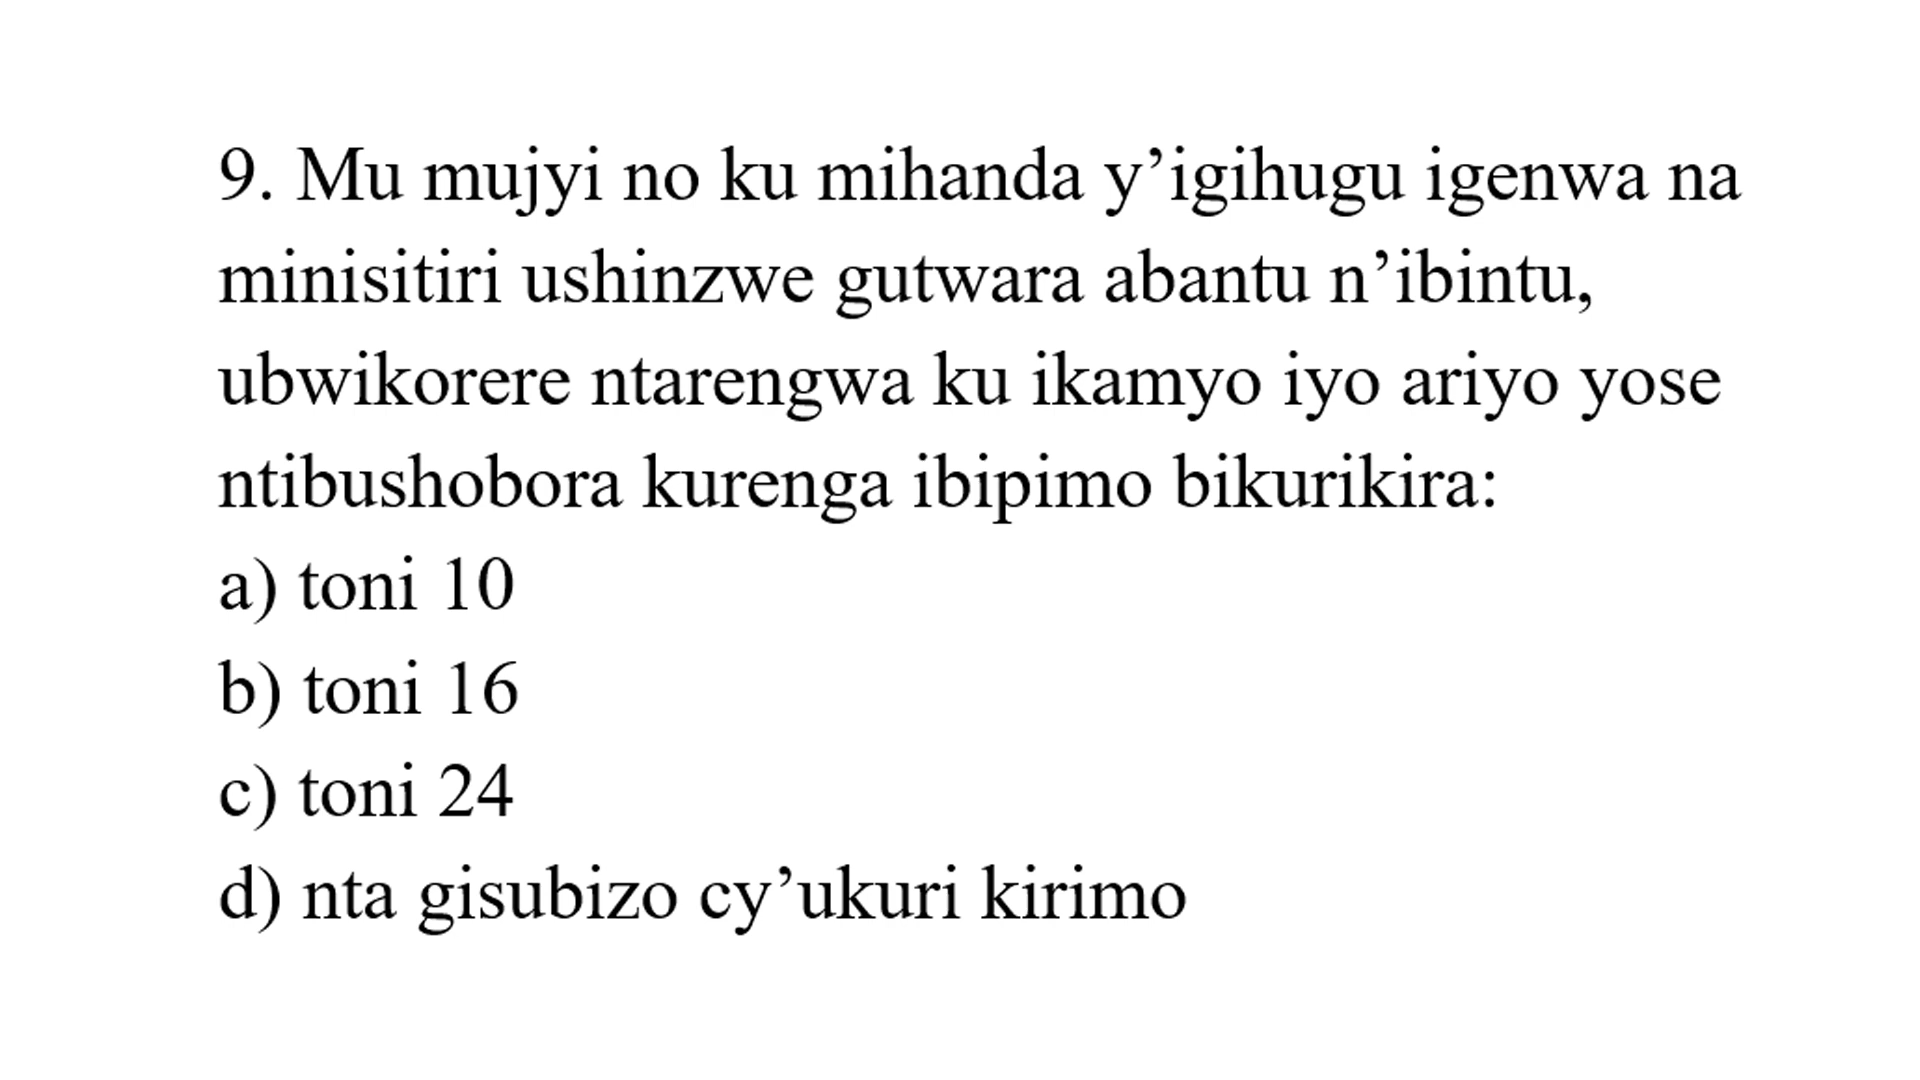 9. Mu mujyi no ku mihanda y’igihugu igenwa na
minisitiri ushinzwe gutwara abantu n’ibintu,
ubwikorere ntarengwa ku ikamyo iyo ariyo yose
ntibushobora kurenga ibipimo bikurikira:
a) toni 10
b) toni 16
c) toni 24
d) nta gisubizo cy’ukuri kirimo